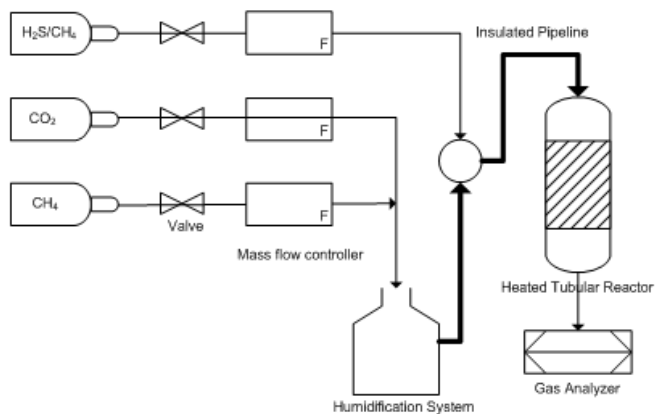 H₂S/CH₄
F
Insulated Pipeline
CO₂
F
CH₄
F
Valve
Mass flow controller
Heated Tubular Reactor
Gas Analyzer
Humidification System